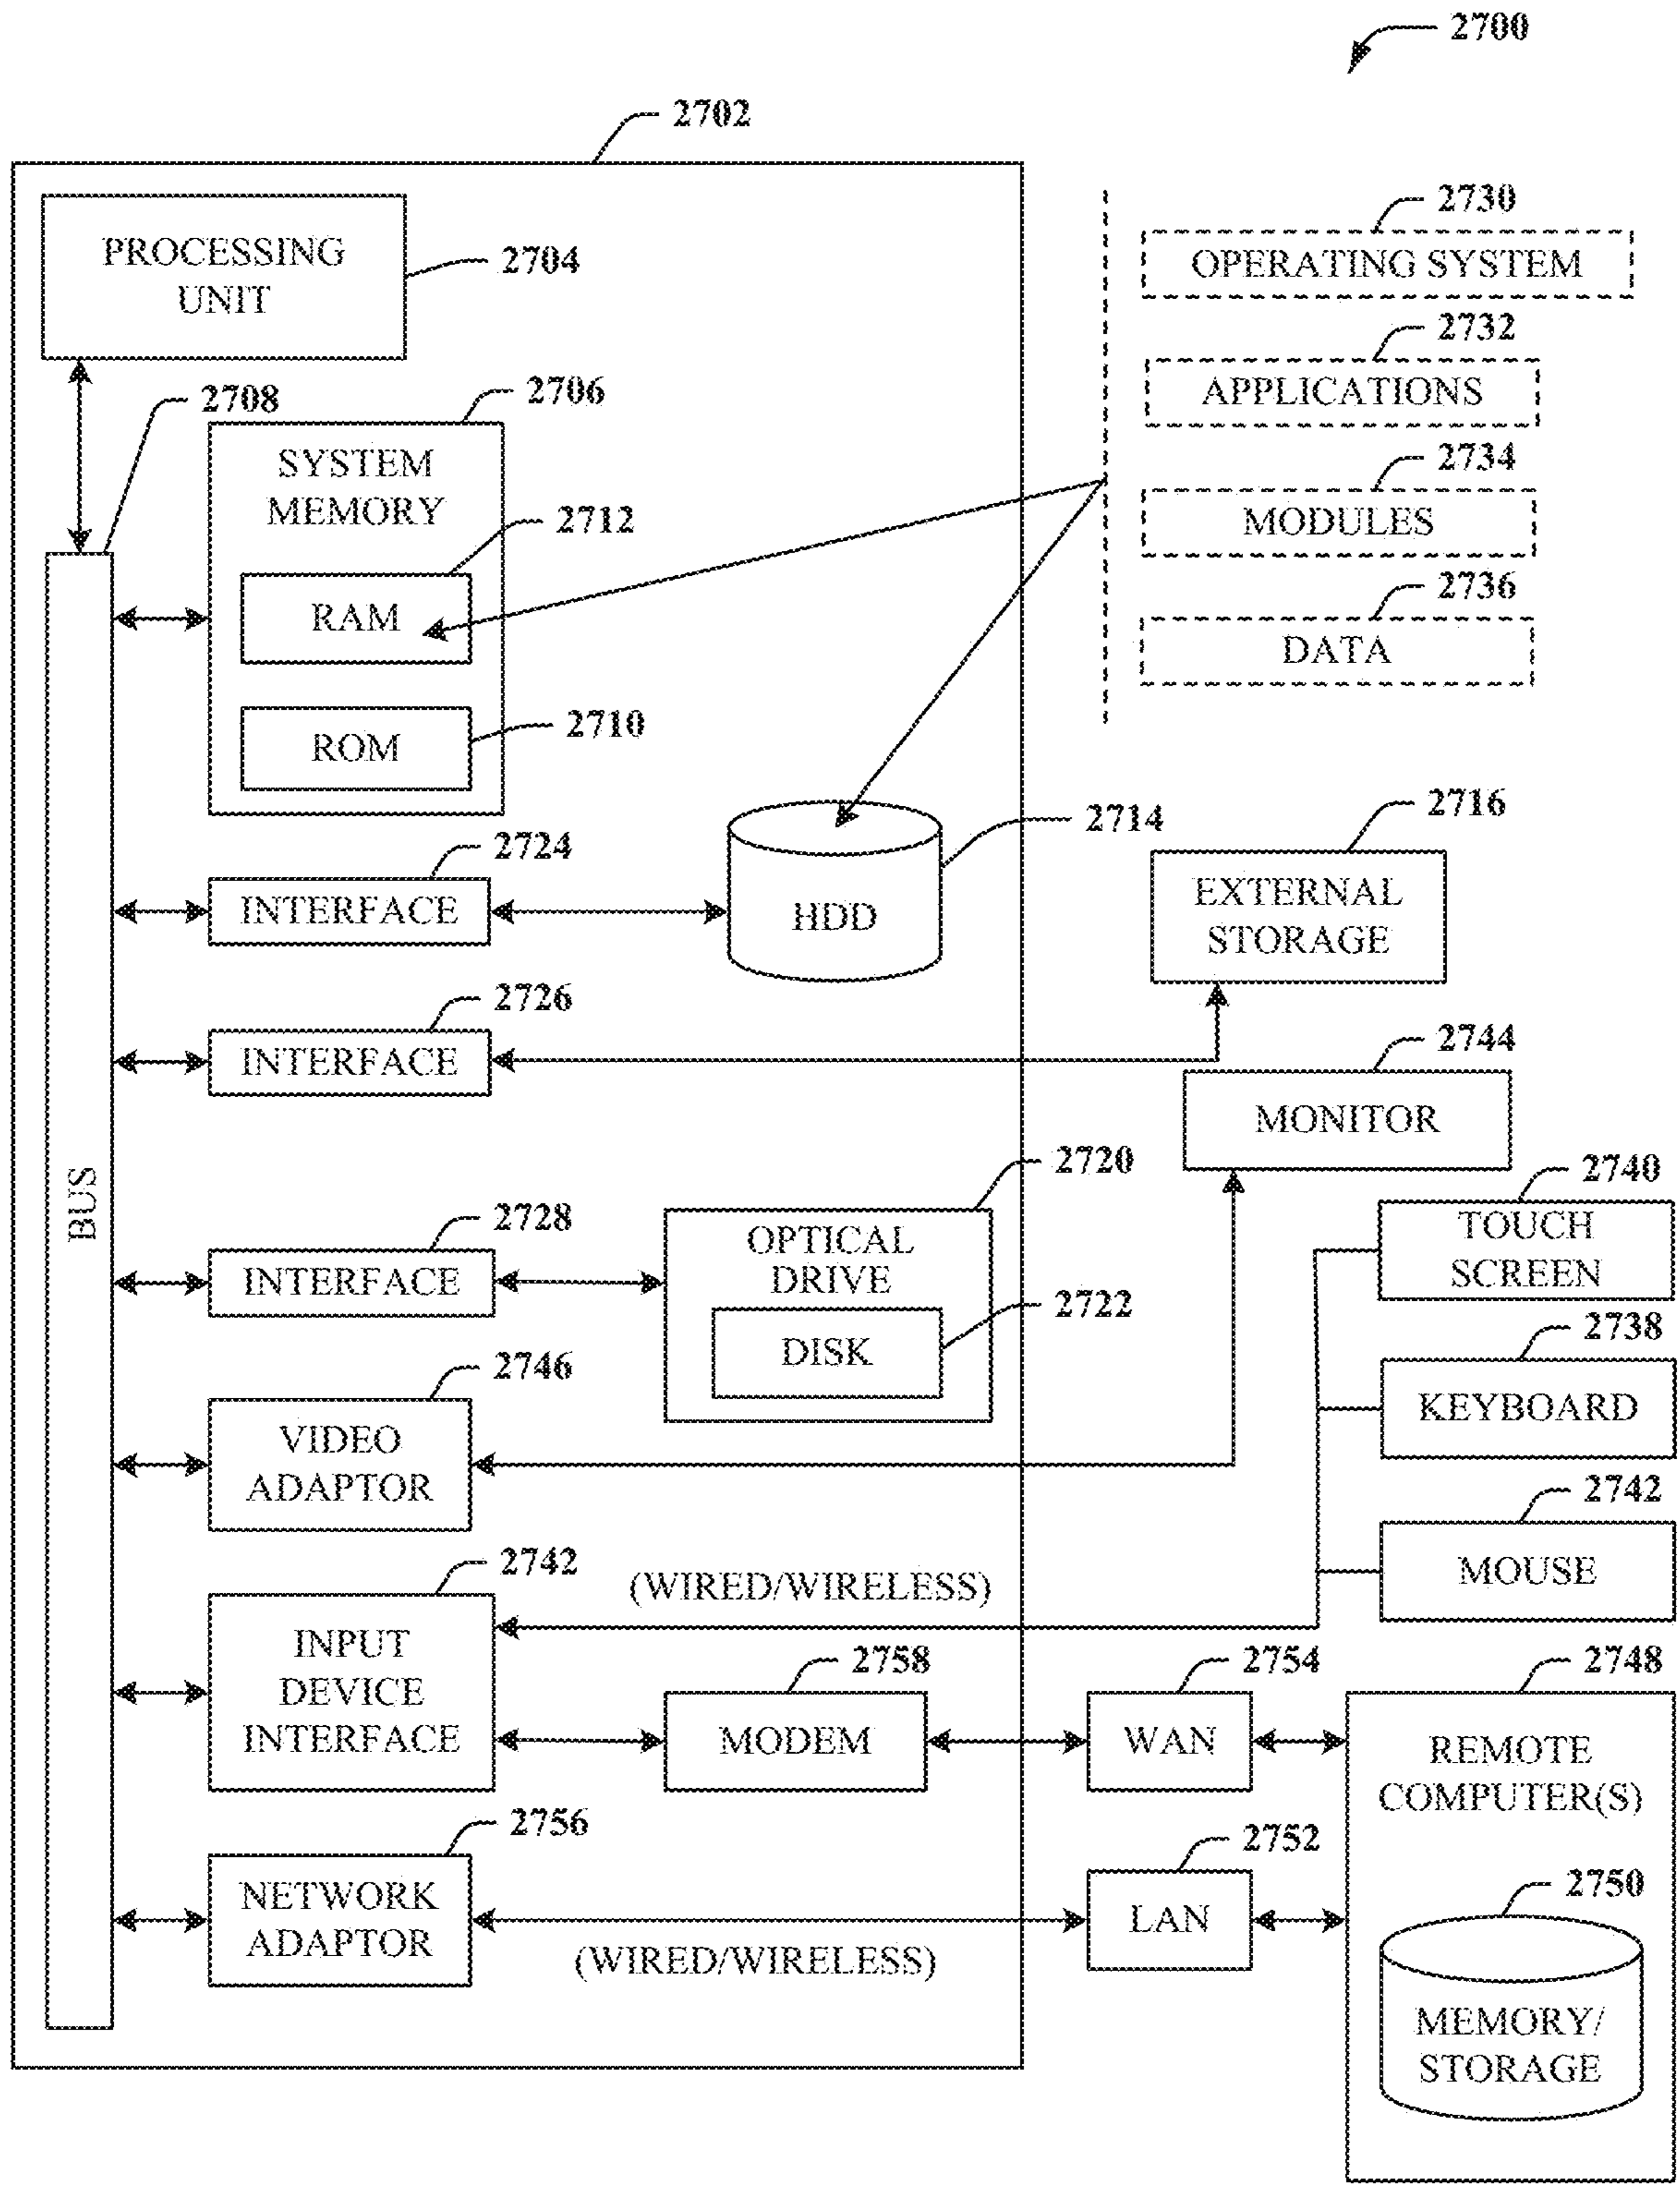 2700
2702
PROCESSING
UNIT
2704
2730
OPERATING SYSTEM
2732
APPLICATIONS
2734
MODULES
2736
DATA
2708
2706
SYSTEM
MEMORY
2712
RAM
2710
ROM
2724
INTERFACE
2714
HDD
2716
EXTERNAL
STORAGE
2726
INTERFACE
2744
MONITOR
BUS
2728
INTERFACE
2720
OPTICAL
DRIVE
2722
DISK
2740
TOUCH
SCREEN
2738
KEYBOARD
2742
MOUSE
2746
VIDEO
ADAPTOR
2742
INPUT
DEVICE
INTERFACE
(WIRED/WIRELESS)
2758
MODEM
2754
WAN
2748
REMOTE
COMPUTER(S)
2756
NETWORK
ADAPTOR
(WIRED/WIRELESS)
2752
LAN
2750
MEMORY/
STORAGE